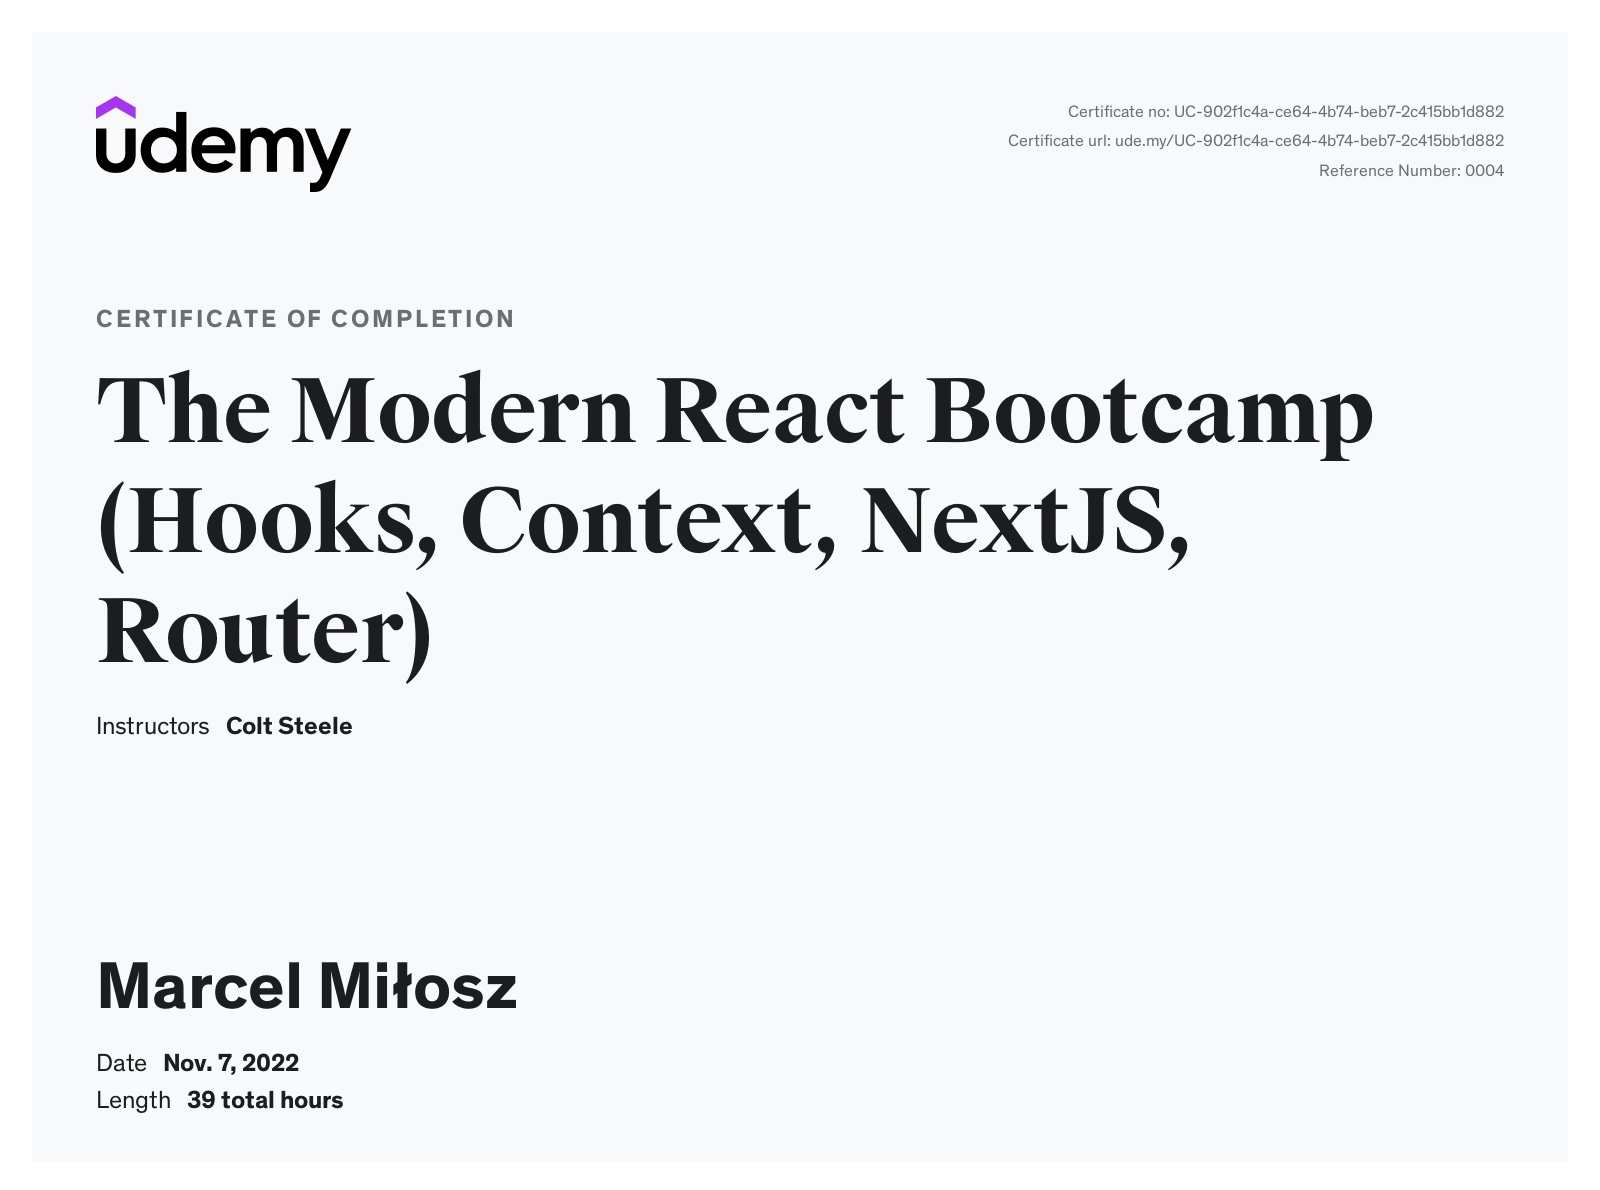 udemy
Certificate no: UC-902f1c4a-ce64-4b74-beb7-2c415bb1d882
Certificate url: ude.my/UC-902f1c4a-ce64-4b74-beb7-2c415bb1d882
Reference Number: 0004
CERTIFICATE OF COMPLETION
The Modern React Bootcamp
(Hooks, Context, NextJS,
Router)
Instructors Colt Steele
Marcel Miłosz
Date Nov. 7, 2022
Length 39 total hours